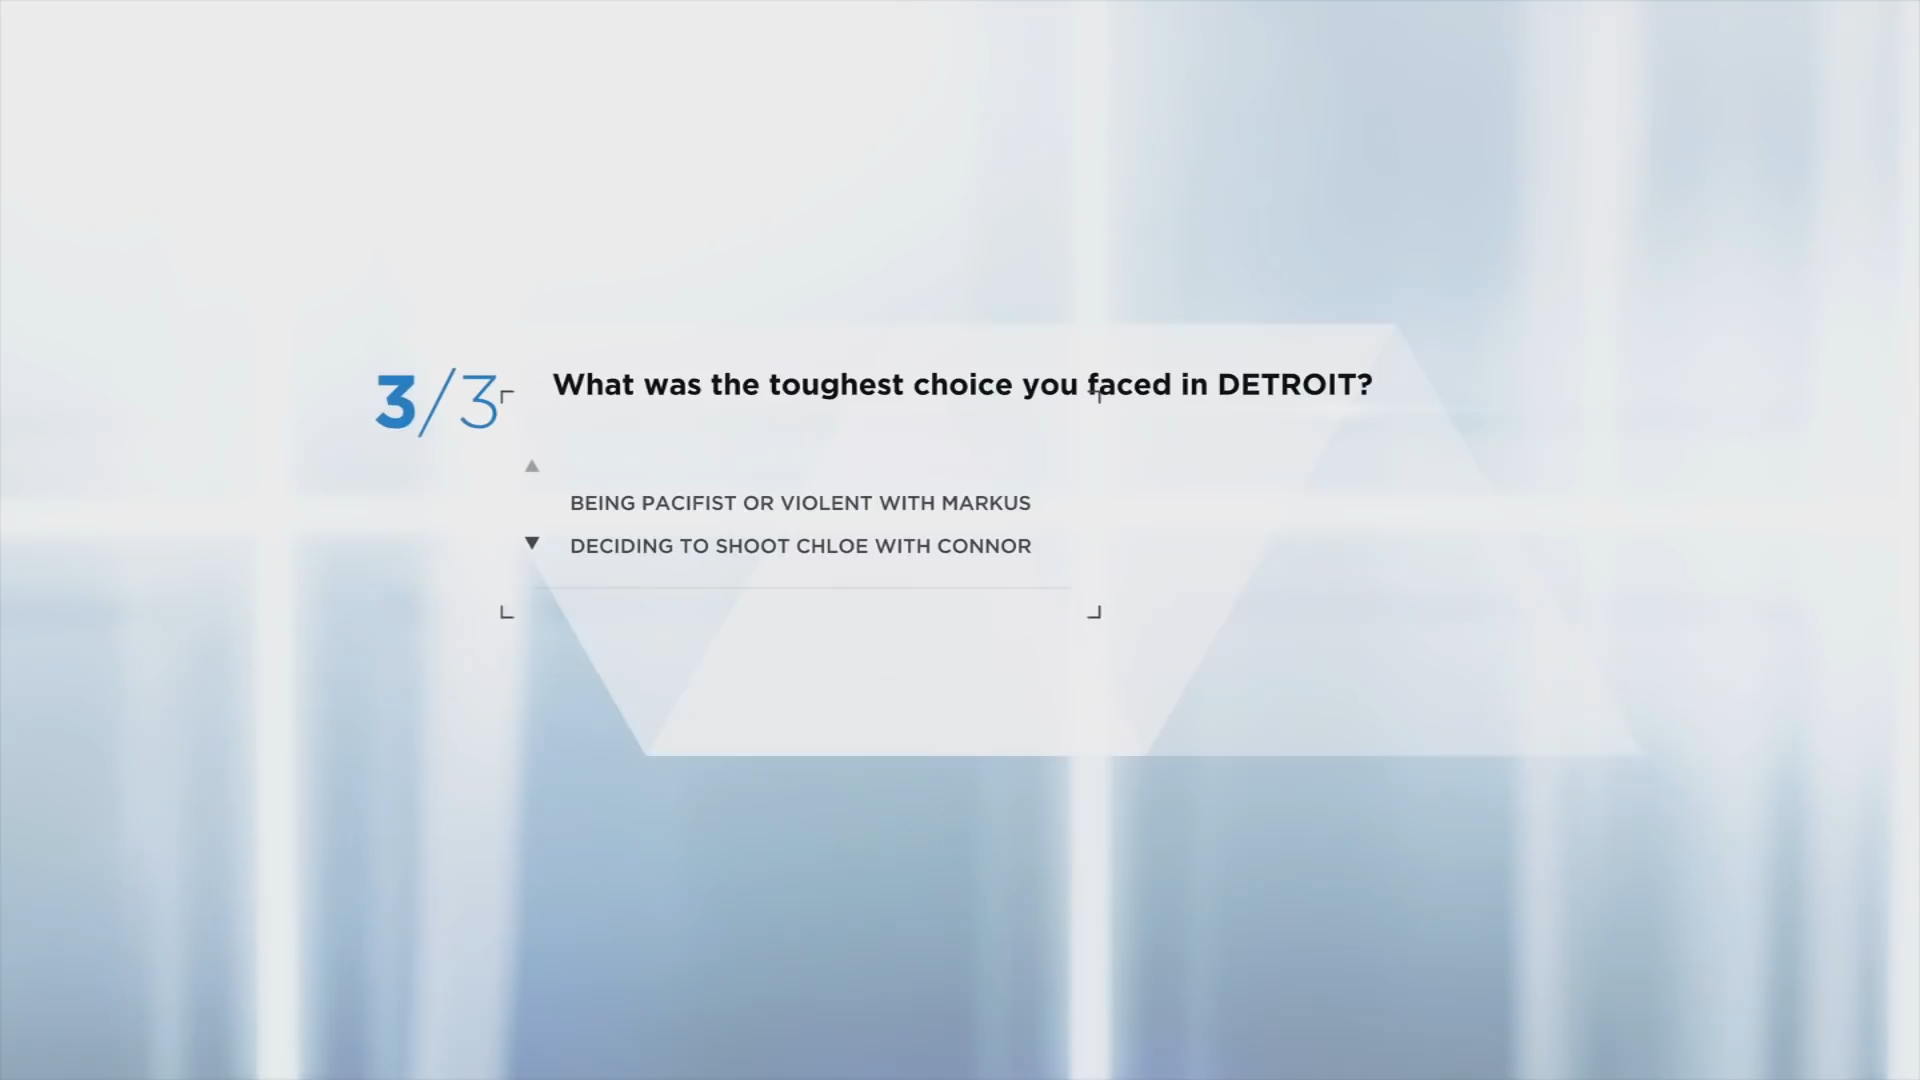 3/3
What was the toughest choice you faced in DETROIT?
BEING PACIFIST OR VIOLENT WITH MARKUS
DECIDING TO SHOOT CHLOE WITH CONNOR